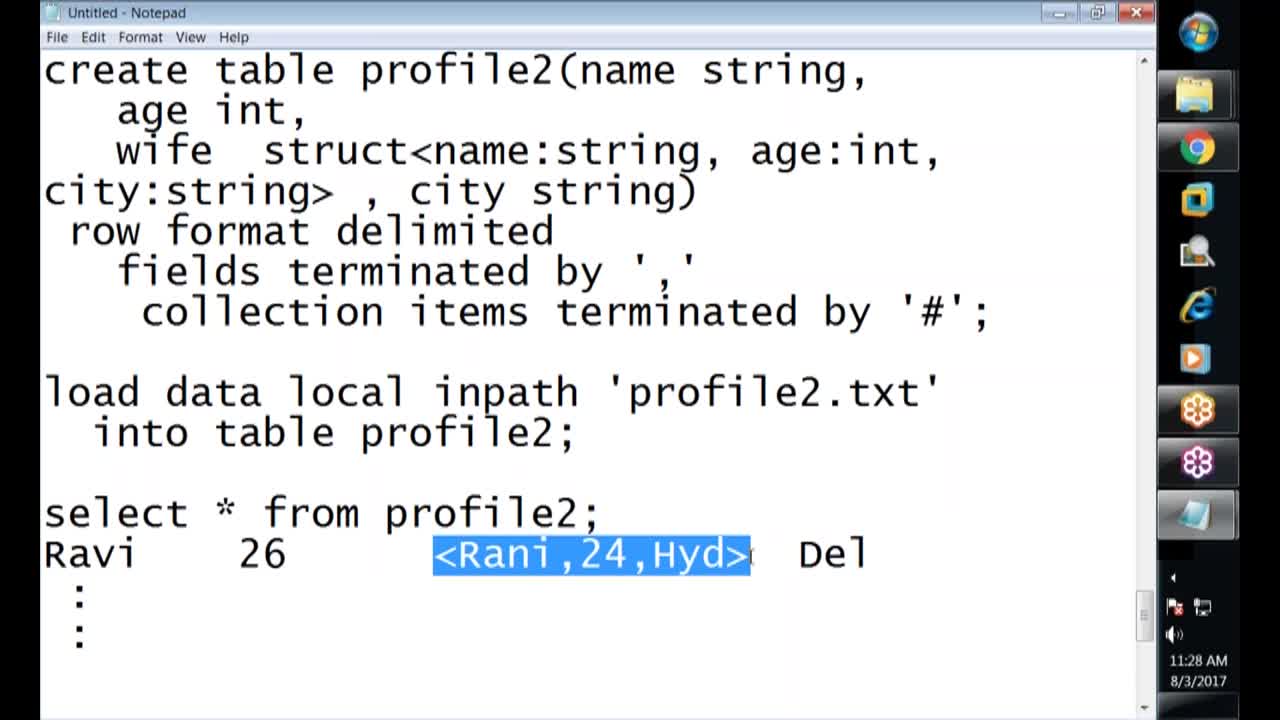 Untitled - Notepad
File Edit Format View Help
create table profile2(name string,
age int,
wife struct<name:string, age:int,
city:string> , city string)
row format delimited
fields terminated by ','
collection items terminated by '#';
load data local inpath 'profile2.txt'
into table profile2;
select * from profile2;
Ravi 26 <Rani,24,Hyd> Del
:
:
11:28 AM
8/3/2017